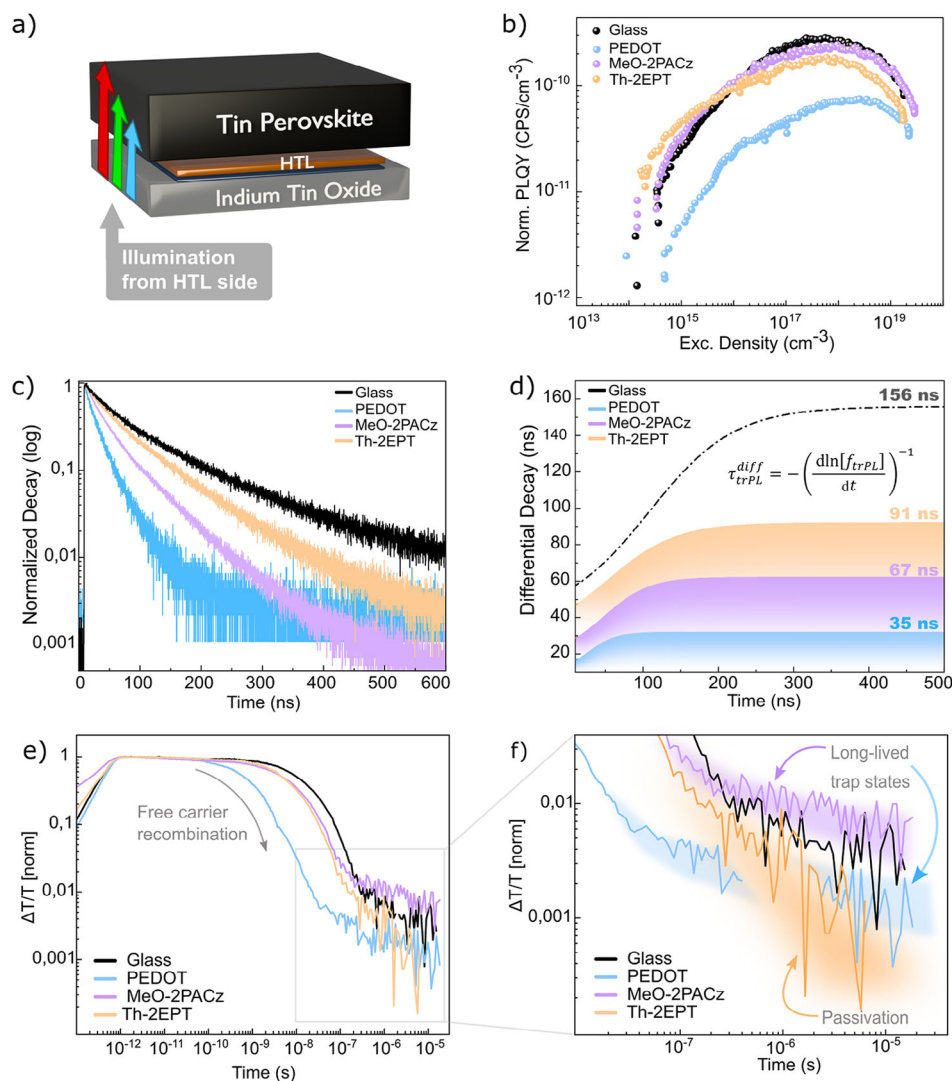 a)
Tin Perovskite
HTL
Indium Tin Oxide
Illumination
from HTL side
b)
Norm. PLQY (CPS/cm⁻³)
Glass
PEDOT
MeO-2PACz
Th-2EPT
10⁻¹⁰
10⁻¹¹
10⁻¹²
10¹³ 10¹⁵ 10¹⁷ 10¹⁹
Exc. Density (cm⁻³)
c)
Normalized Decay (log)
Glass
PEDOT
MeO-2PACz
Th-2EPT
1
0,1
0,01
0,001
0 100 200 300 400 500 600
Time (ns)
d)
Differential Decay (ns)
Glass
PEDOT
MeO-2PACz
Th-2EPT
160
140
120
100
80
60
40
20
156 ns
τ_{trPL}^{diff} = −(dln[f_{trPL}]/dt)⁻¹
91 ns
67 ns
35 ns
100 200 300 400 500
Time (ns)
e)
ΔT/T [norm]
1
0,1
0,01
0,001
Free carrier
recombination
Glass
PEDOT
MeO-2PACz
Th-2EPT
10⁻¹² 10⁻¹¹ 10⁻¹⁰ 10⁻⁹ 10⁻⁸ 10⁻⁷ 10⁻⁶ 10⁻⁵
Time (s)
f)
ΔT/T [norm]
0,01
0,001
Long-lived
trap states
Glass
PEDOT
MeO-2PACz
Th-2EPT
Passivation
10⁻⁷ 10⁻⁶ 10⁻⁵
Time (s)